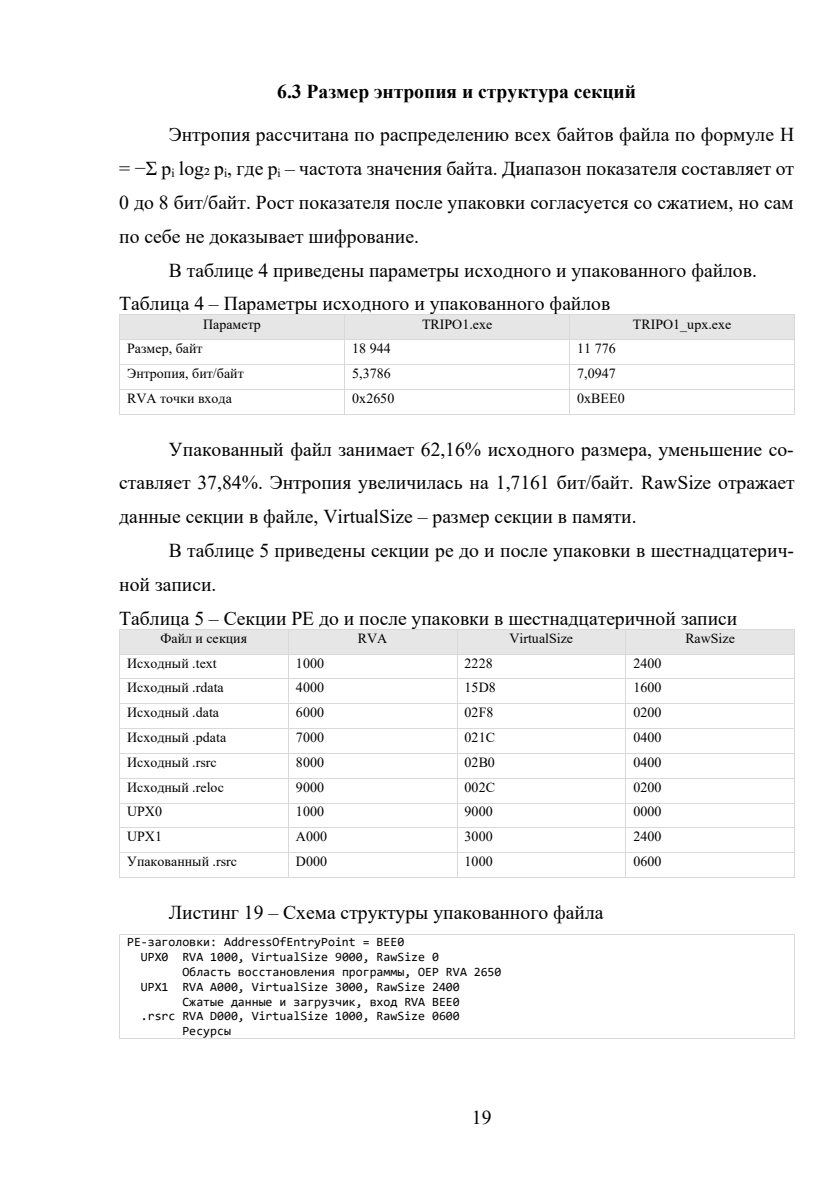 6.3 Размер энтропия и структура секций
Энтропия рассчитана по распределению всех байтов файла по формуле H
= −Σ pᵢ log₂ pᵢ, где pᵢ – частота значения байта. Диапазон показателя составляет от
0 до 8 бит/байт. Рост показателя после упаковки согласуется со сжатием, но сам
по себе не доказывает шифрование.
В таблице 4 приведены параметры исходного и упакованного файлов.
Таблица 4 – Параметры исходного и упакованного файлов
Параметр TRIPO1.exe TRIPO1_upx.exe
Размер, байт 18 944 11 776
Энтропия, бит/байт 5,3786 7,0947
RVA точки входа 0x2650 0xBEE0
Упакованный файл занимает 62,16% исходного размера, уменьшение со-
ставляет 37,84%. Энтропия увеличилась на 1,7161 бит/байт. RawSize отражает
данные секции в файле, VirtualSize – размер секции в памяти.
В таблице 5 приведены секции pe до и после упаковки в шестнадцатерич-
ной записи.
Таблица 5 – Секции PE до и после упаковки в шестнадцатеричной записи
Файл и секция RVA VirtualSize RawSize
Исходный .text 1000 2228 2400
Исходный .rdata 4000 15D8 1600
Исходный .data 6000 02F8 0200
Исходный .pdata 7000 021C 0400
Исходный .rsrc 8000 02B0 0400
Исходный .reloc 9000 002C 0200
UPX0 1000 9000 0000
UPX1 A000 3000 2400
Упакованный .rsrc D000 1000 0600
Листинг 19 – Схема структуры упакованного файла
PE-заголовки: AddressOfEntryPoint = BEE0
UPX0 RVA 1000, VirtualSize 9000, RawSize 0
Область восстановления программы, OEP RVA 2650
UPX1 RVA A000, VirtualSize 3000, RawSize 2400
Сжатые данные и загрузчик, вход RVA BEE0
.rsrc RVA D000, VirtualSize 1000, RawSize 0600
Ресурсы
19